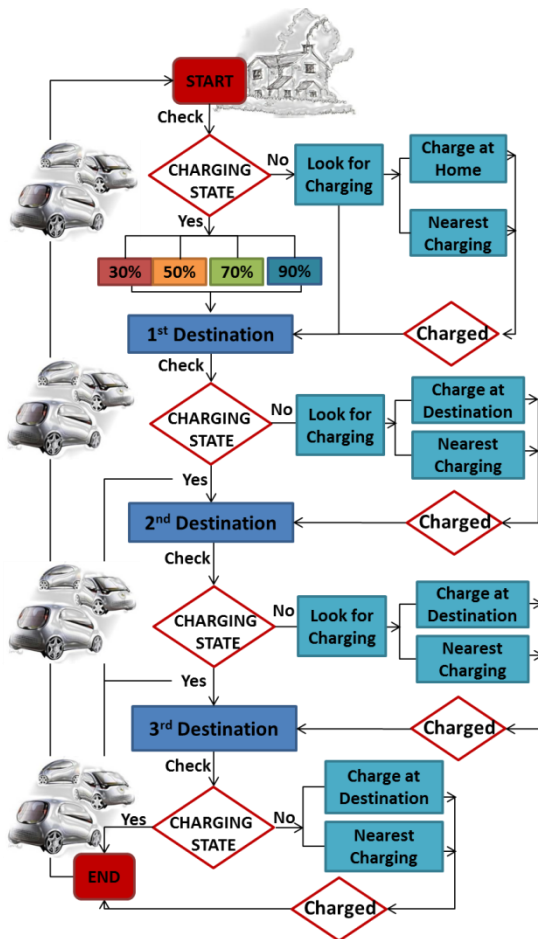 START
Check
CHARGING
STATE
No
Look for
Charging
Charge at
Home
Nearest
Charging
Yes
30%
50%
70%
90%
1st Destination
Charged
Check
CHARGING
STATE
No
Look for
Charging
Charge at
Destination
Nearest
Charging
Yes
2nd Destination
Charged
Check
CHARGING
STATE
No
Look for
Charging
Charge at
Destination
Nearest
Charging
Yes
3rd Destination
Charged
Check
Yes
CHARGING
STATE
No
Charge at
Destination
Nearest
Charging
END
Charged